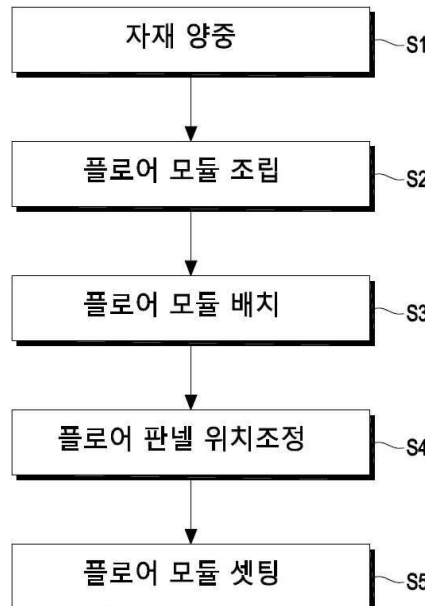 자재 양중
S1
플로어 모듈 조립
S2
플로어 모듈 배치
S3
플로어 판넬 위치조정
S4
플로어 모듈 셋팅
S5